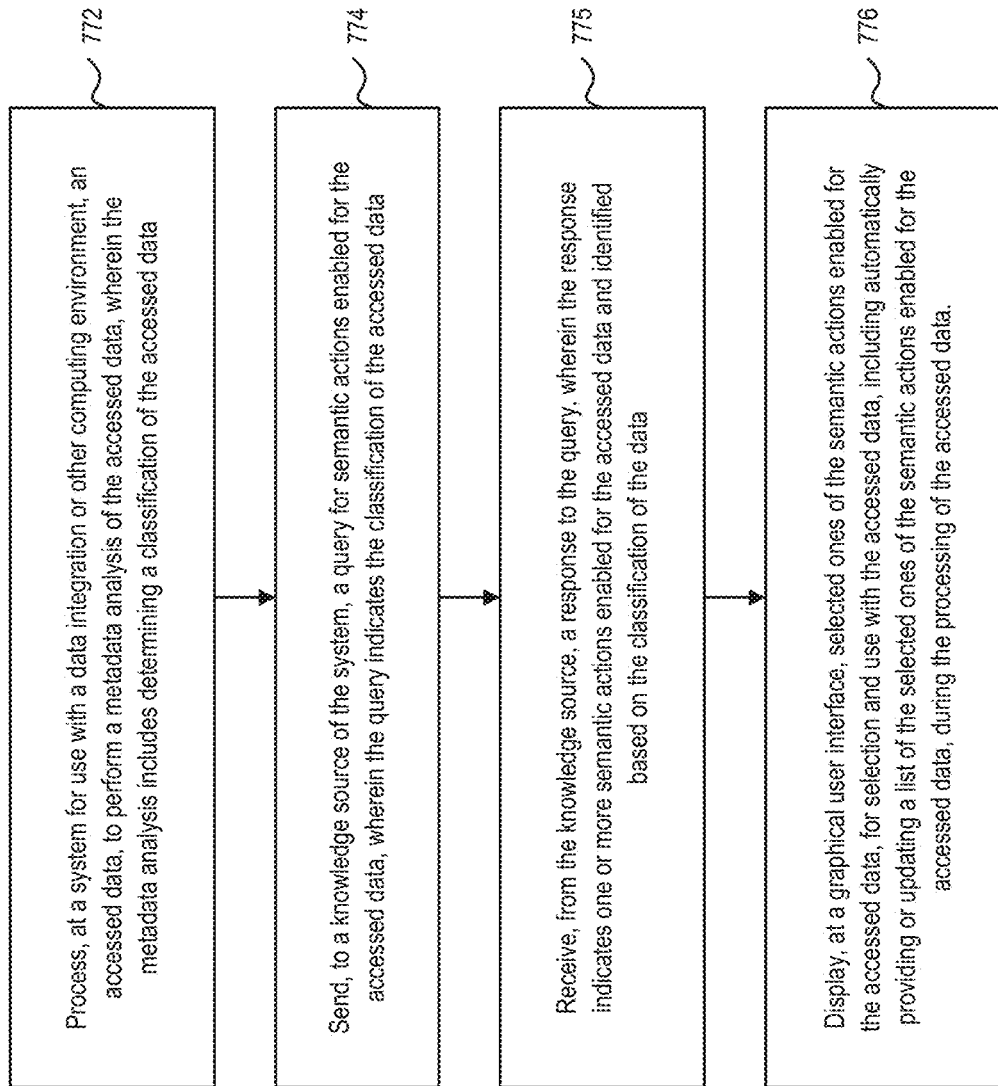 Process, at a system for use with a data integration or other computing environment, an
accessed data, to perform a metadata analysis of the accessed data, wherein the
metadata analysis includes determining a classification of the accessed data
772
Send, to a knowledge source of the system, a query for semantic actions enabled for the
accessed data, wherein the query indicates the classification of the accessed data
774
Receive, from the knowledge source, a response to the query, wherein the response
indicates one or more semantic actions enabled for the accessed data and identified
based on the classification of the data
775
Display, at a graphical user interface, selected ones of the semantic actions enabled for
the accessed data, for selection and use with the accessed data, including automatically
providing or updating a list of the selected ones of the semantic actions enabled for the
accessed data, during the processing of the accessed data.
776